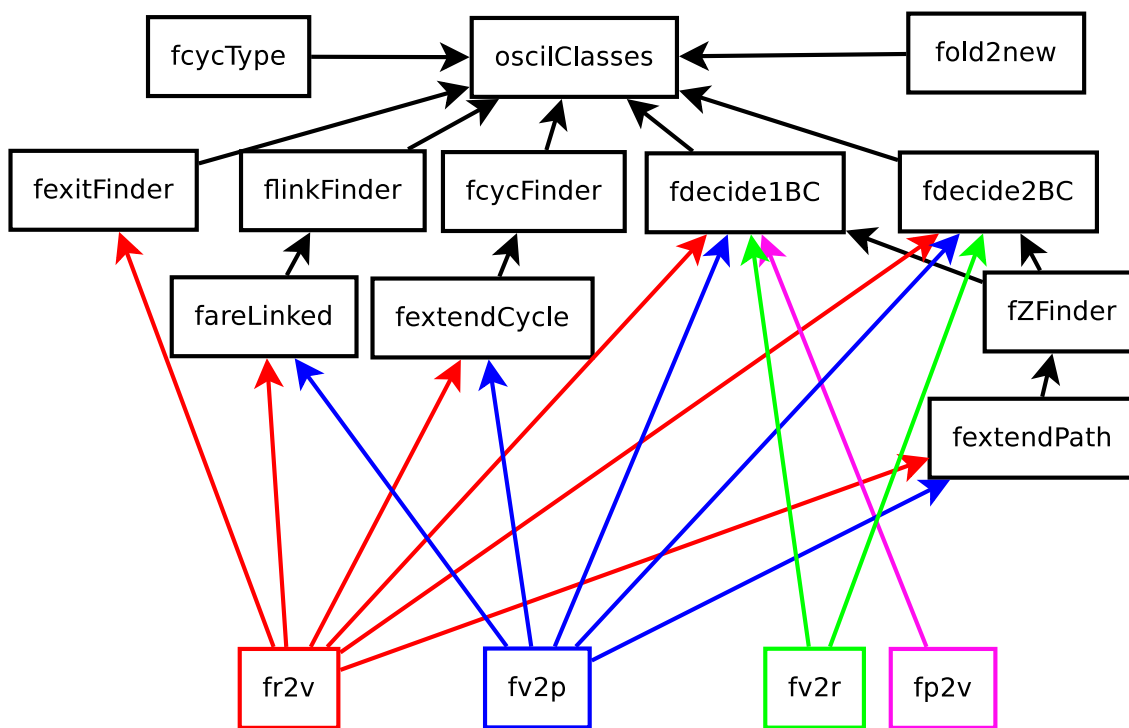 fcycType
oscilClasses
fold2new
fexitFinder
flinkFinder
fcycFinder
fdecide1BC
fdecide2BC
fareLinked
fextendCycle
fZFinder
fextendPath
fr2v
fv2p
fv2r
fp2v